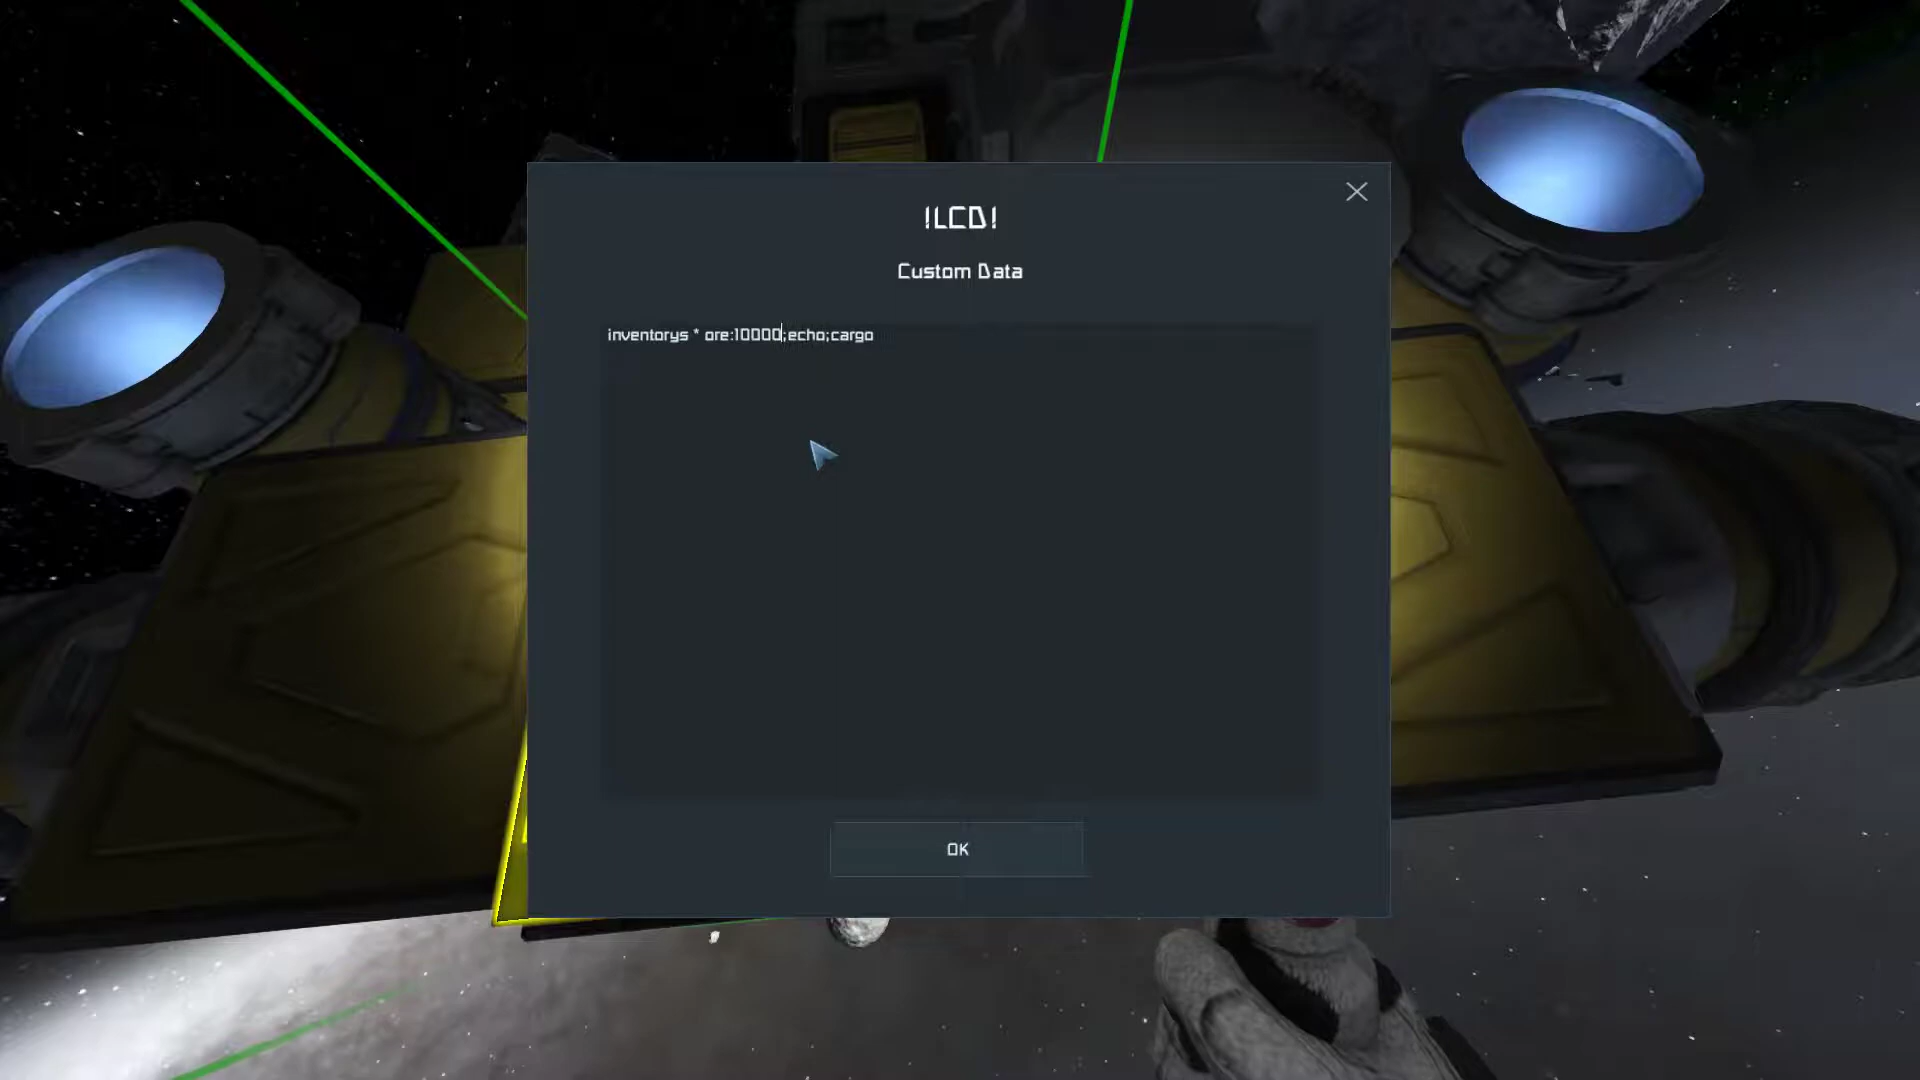 !LCD!
Custom Data
inventorys * ore:10000;echo;cargo
OK